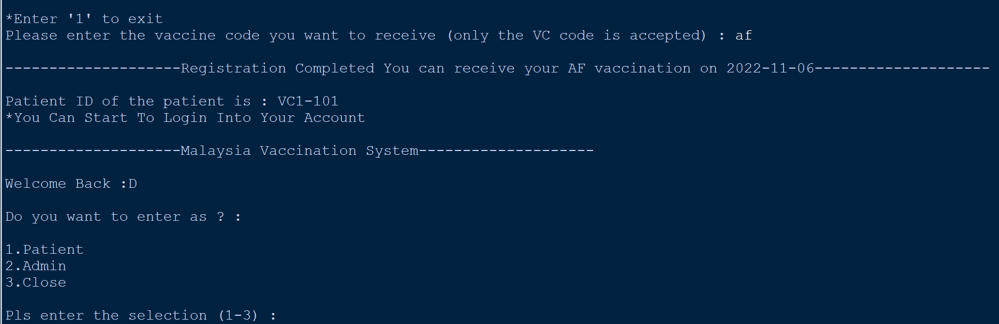 *Enter '1' to exit
Please enter the vaccine code you want to receive (only the VC code is accepted) : af
--------------------Registration Completed You can receive your AF vaccination on 2022-11-06--------------------
Patient ID of the patient is : VC1-101
*You Can Start To Login Into Your Account
--------------------Malaysia Vaccination System--------------------
Welcome Back :D
Do you want to enter as ? :
1.Patient
2.Admin
3.Close
Pls enter the selection (1-3) :